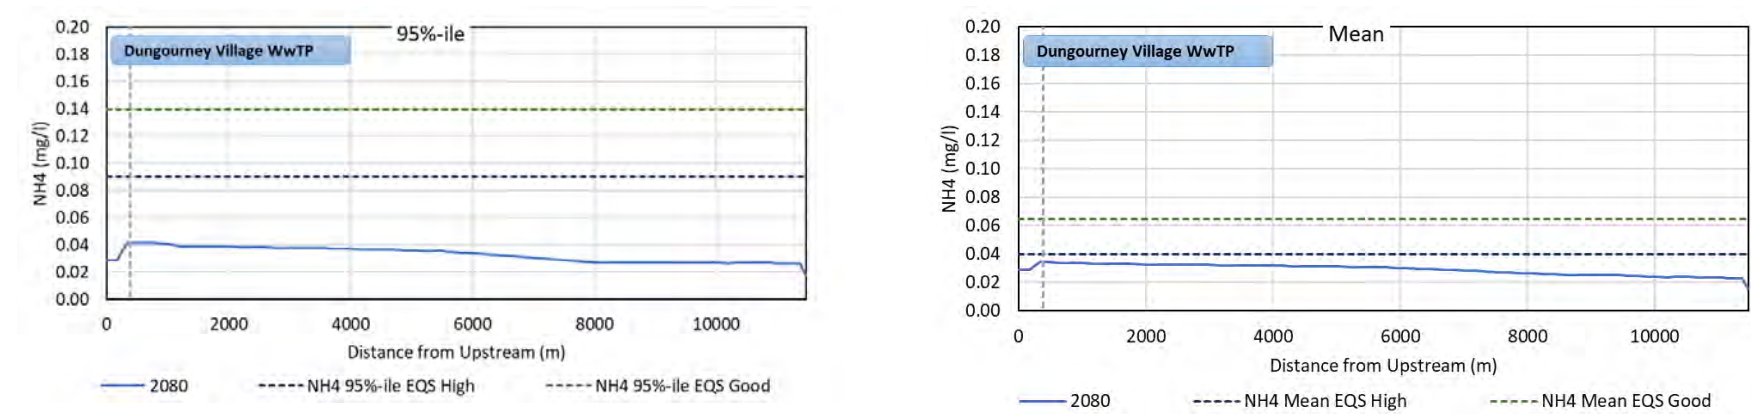 95%-ile
Dungourney Village WwTP
0.20
0.18
0.16
0.14
0.12
0.10
0.08
0.06
0.04
0.02
0.00
NH4 (mg/l)
0 2000 4000 6000 8000 10000
Distance from Upstream (m)
2080 NH4 95%-ile EQS High NH4 95%-ile EQS Good
Mean
Dungourney Village WwTP
0.20
0.18
0.16
0.14
0.12
0.10
0.08
0.06
0.04
0.02
0.00
NH4 (mg/l)
0 2000 4000 6000 8000 10000
Distance from Upstream (m)
2080 NH4 Mean EQS High NH4 Mean EQS Good